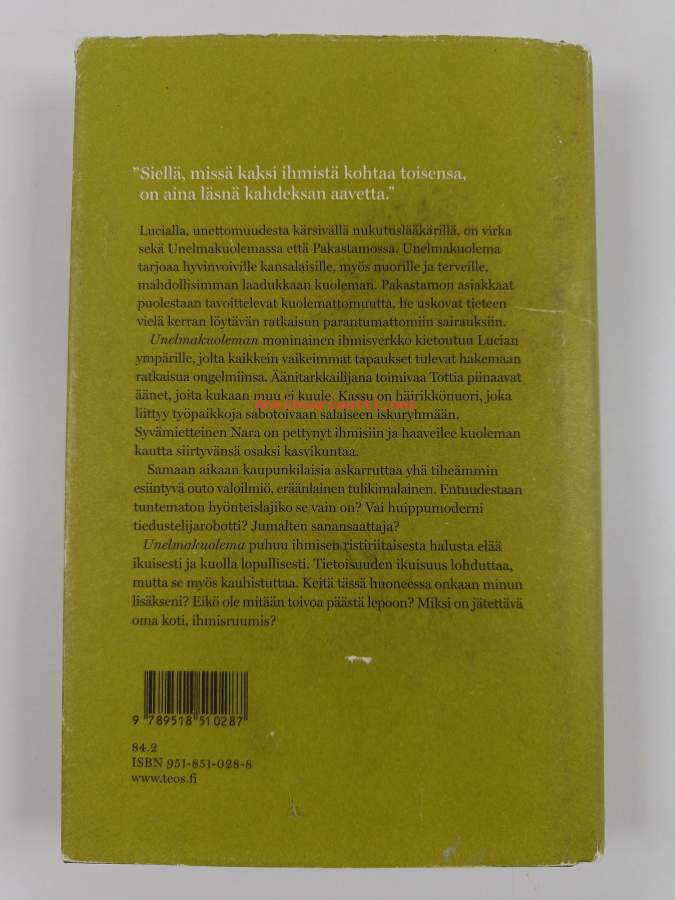 ”Siellä, missä kaksi ihmistä kohtaa toisensa,
on aina läsnä kahdeksan aavetta.”
Lucialla, unettomuudesta kärsivällä nukutuslääkärillä, on virka
sekä Unelmakuolemassa että Pakastamossa. Unelmakuolema
tarjoaa hyvinvoiville kansalaisille, myös nuorille ja terveille,
mahdollisimman laadukkaan kuoleman. Pakastamon asiakkaat
puolestaan tavoittelevat kuolemattomuutta, he uskovat tieteen
vielä kerran löytävän ratkaisun parantumattomiin sairauksiin.
Unelmakuoleman moninainen ihmisverkko kietoutuu Lucian
ympärille, jolta kaikkein vaikeimmat tapaukset tulevat hakemaan
ratkaisua ongelmiinsa. Äänitarkkailijana toimivaa Tottia piinaavat
äänet, joita kukaan muu ei kuule. Kassu on häirikkönuori, joka
liittyy työpaikkoja sabotoivaan salaiseen iskuryhmään.
Syvämietteinen Nara on pettynyt ihmisiin ja haaveilee kuoleman
kautta siirtyvänsä osaksi kasvikuntaa.
Samaan aikaan kaupunkilaisia askarruttaa yhä tiheämmin
esiintyvä outo valoilmiö, eräänlainen tulikimalainen. Entuudestaan
tuntematon hyönteislajiko se vain on? Vai huippumoderni
tiedustelijarobotti? Jumalten sanansaattaja?
Unelmakuolema puhuu ihmisen ristiriitaisesta halusta elää
ikuisesti ja kuolla lopullisesti. Tietoisuuden ikuisuus lohduttaa,
mutta se myös kauhistuttaa. Keitä tässä huoneessa onkaan minun
lisäkseni? Eikö ole mitään toivoa päästä lepoon? Miksi on jätettävä
oma koti, ihmisruumis?
9 789518 510287
84.2
ISBN 951-851-028-8
www.teos.fi